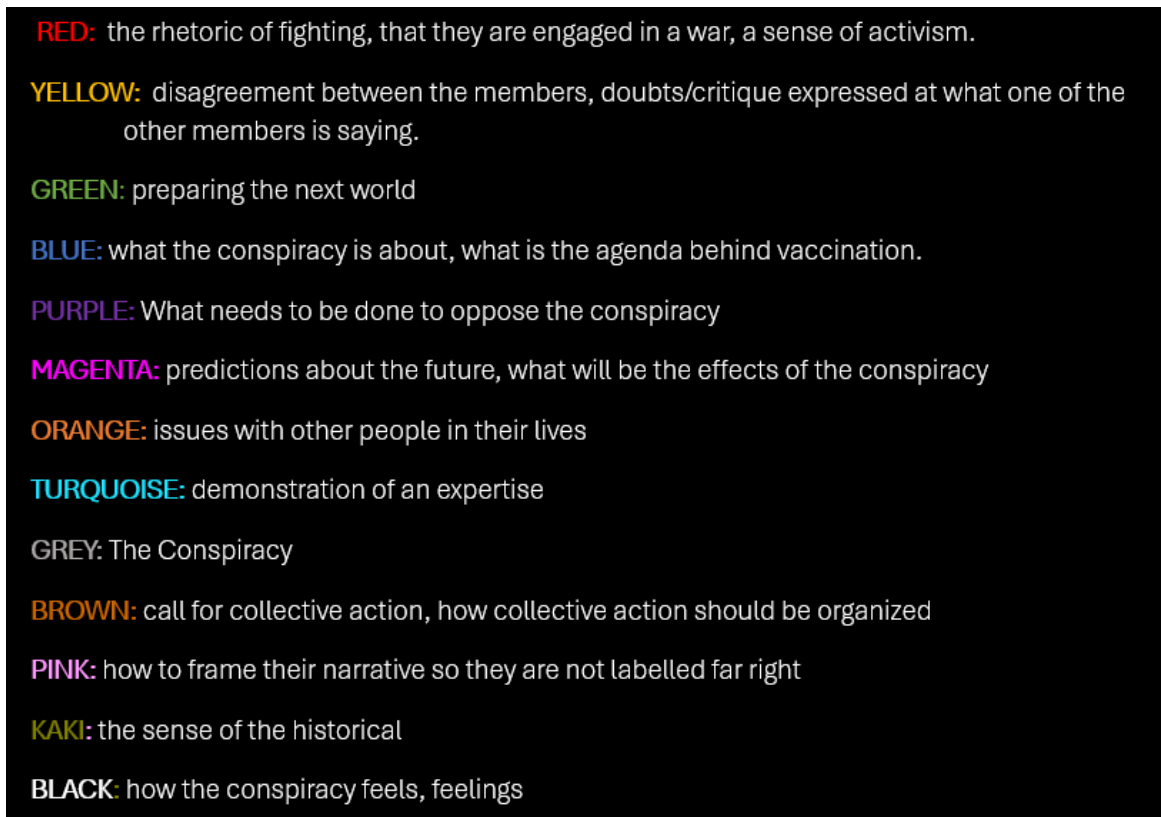 RED: the rhetoric of fighting, that they are engaged in a war, a sense of activism.
YELLOW: disagreement between the members, doubts/critique expressed at what one of the
other members is saying.
GREEN: preparing the next world
BLUE: what the conspiracy is about, what is the agenda behind vaccination.
PURPLE: What needs to be done to oppose the conspiracy
MAGENTA: predictions about the future, what will be the effects of the conspiracy
ORANGE: issues with other people in their lives
TURQUOISE: demonstration of an expertise
GREY: The Conspiracy
BROWN: call for collective action, how collective action should be organized
PINK: how to frame their narrative so they are not labelled far right
KAKI: the sense of the historical
BLACK: how the conspiracy feels, feelings